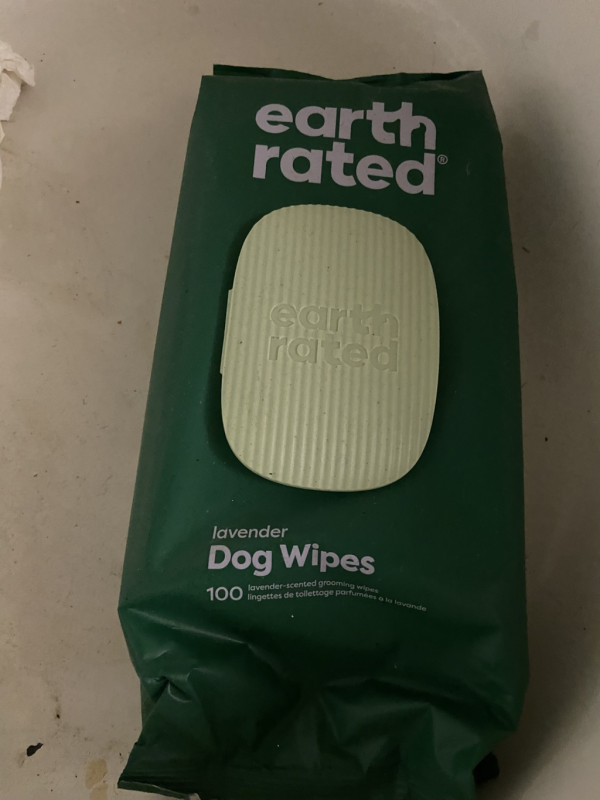 earth
rated®
earth
rated
lavender
Dog Wipes
100
lavender-scented grooming wipes
lingettes de toilettage parfumées à la lavande